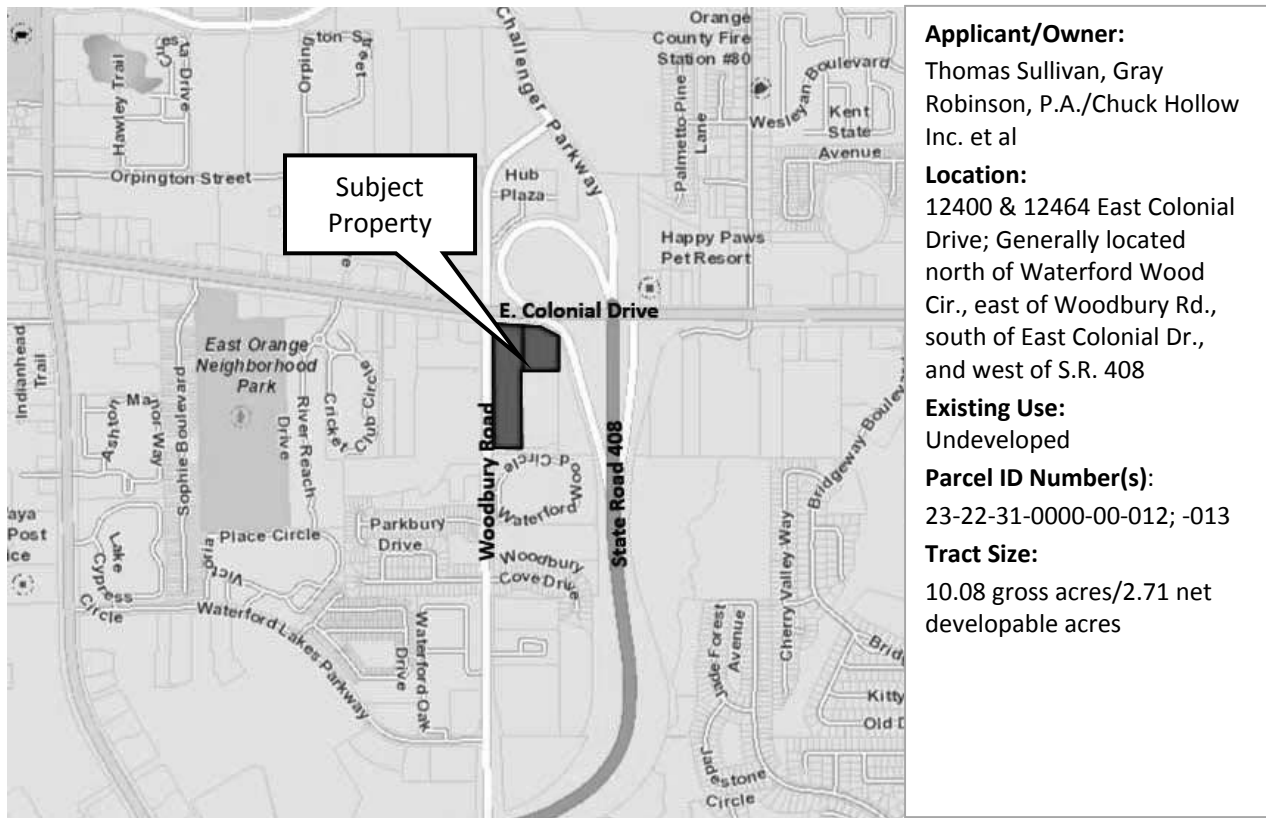 Orpington Street
Challenger Parkway
Orange
County Fire
Station #80
Hawley Trail
Wesleyan Boulevard
Palmetto Pine
Lane
Kent
State
Avenue
Orpington Street
Subject
Property
Hub
Plaza
Happy Paws
Pet Resort
E. Colonial Drive
East Orange
Neighborhood
Park
Indianhead
Trail
Ashton Manor Way
Sophie Boulevard
River Reach
Drive
Cricket
Club Circle
Woodbury Road
State Road 408
Bridgeway Boulevard
Waterford
Wood Circle
Parkbury
Drive
Woodbury
Cove Drive
Cherry Valley Way
Post
Lake
Cypress
Circle
Victoria
Place Circle
Waterford Lakes Parkway
Waterford Oak
Drive
Jade Forest
Avenue
Jadestone
Circle
Kitty
Old
Applicant/Owner:
Thomas Sullivan, Gray
Robinson, P.A./Chuck Hollow
Inc. et al
Location:
12400 & 12464 East Colonial
Drive; Generally located
north of Waterford Wood
Cir., east of Woodbury Rd.,
south of East Colonial Dr.,
and west of S.R. 408
Existing Use:
Undeveloped
Parcel ID Number(s):
23-22-31-0000-00-012; -013
Tract Size:
10.08 gross acres/2.71 net
developable acres